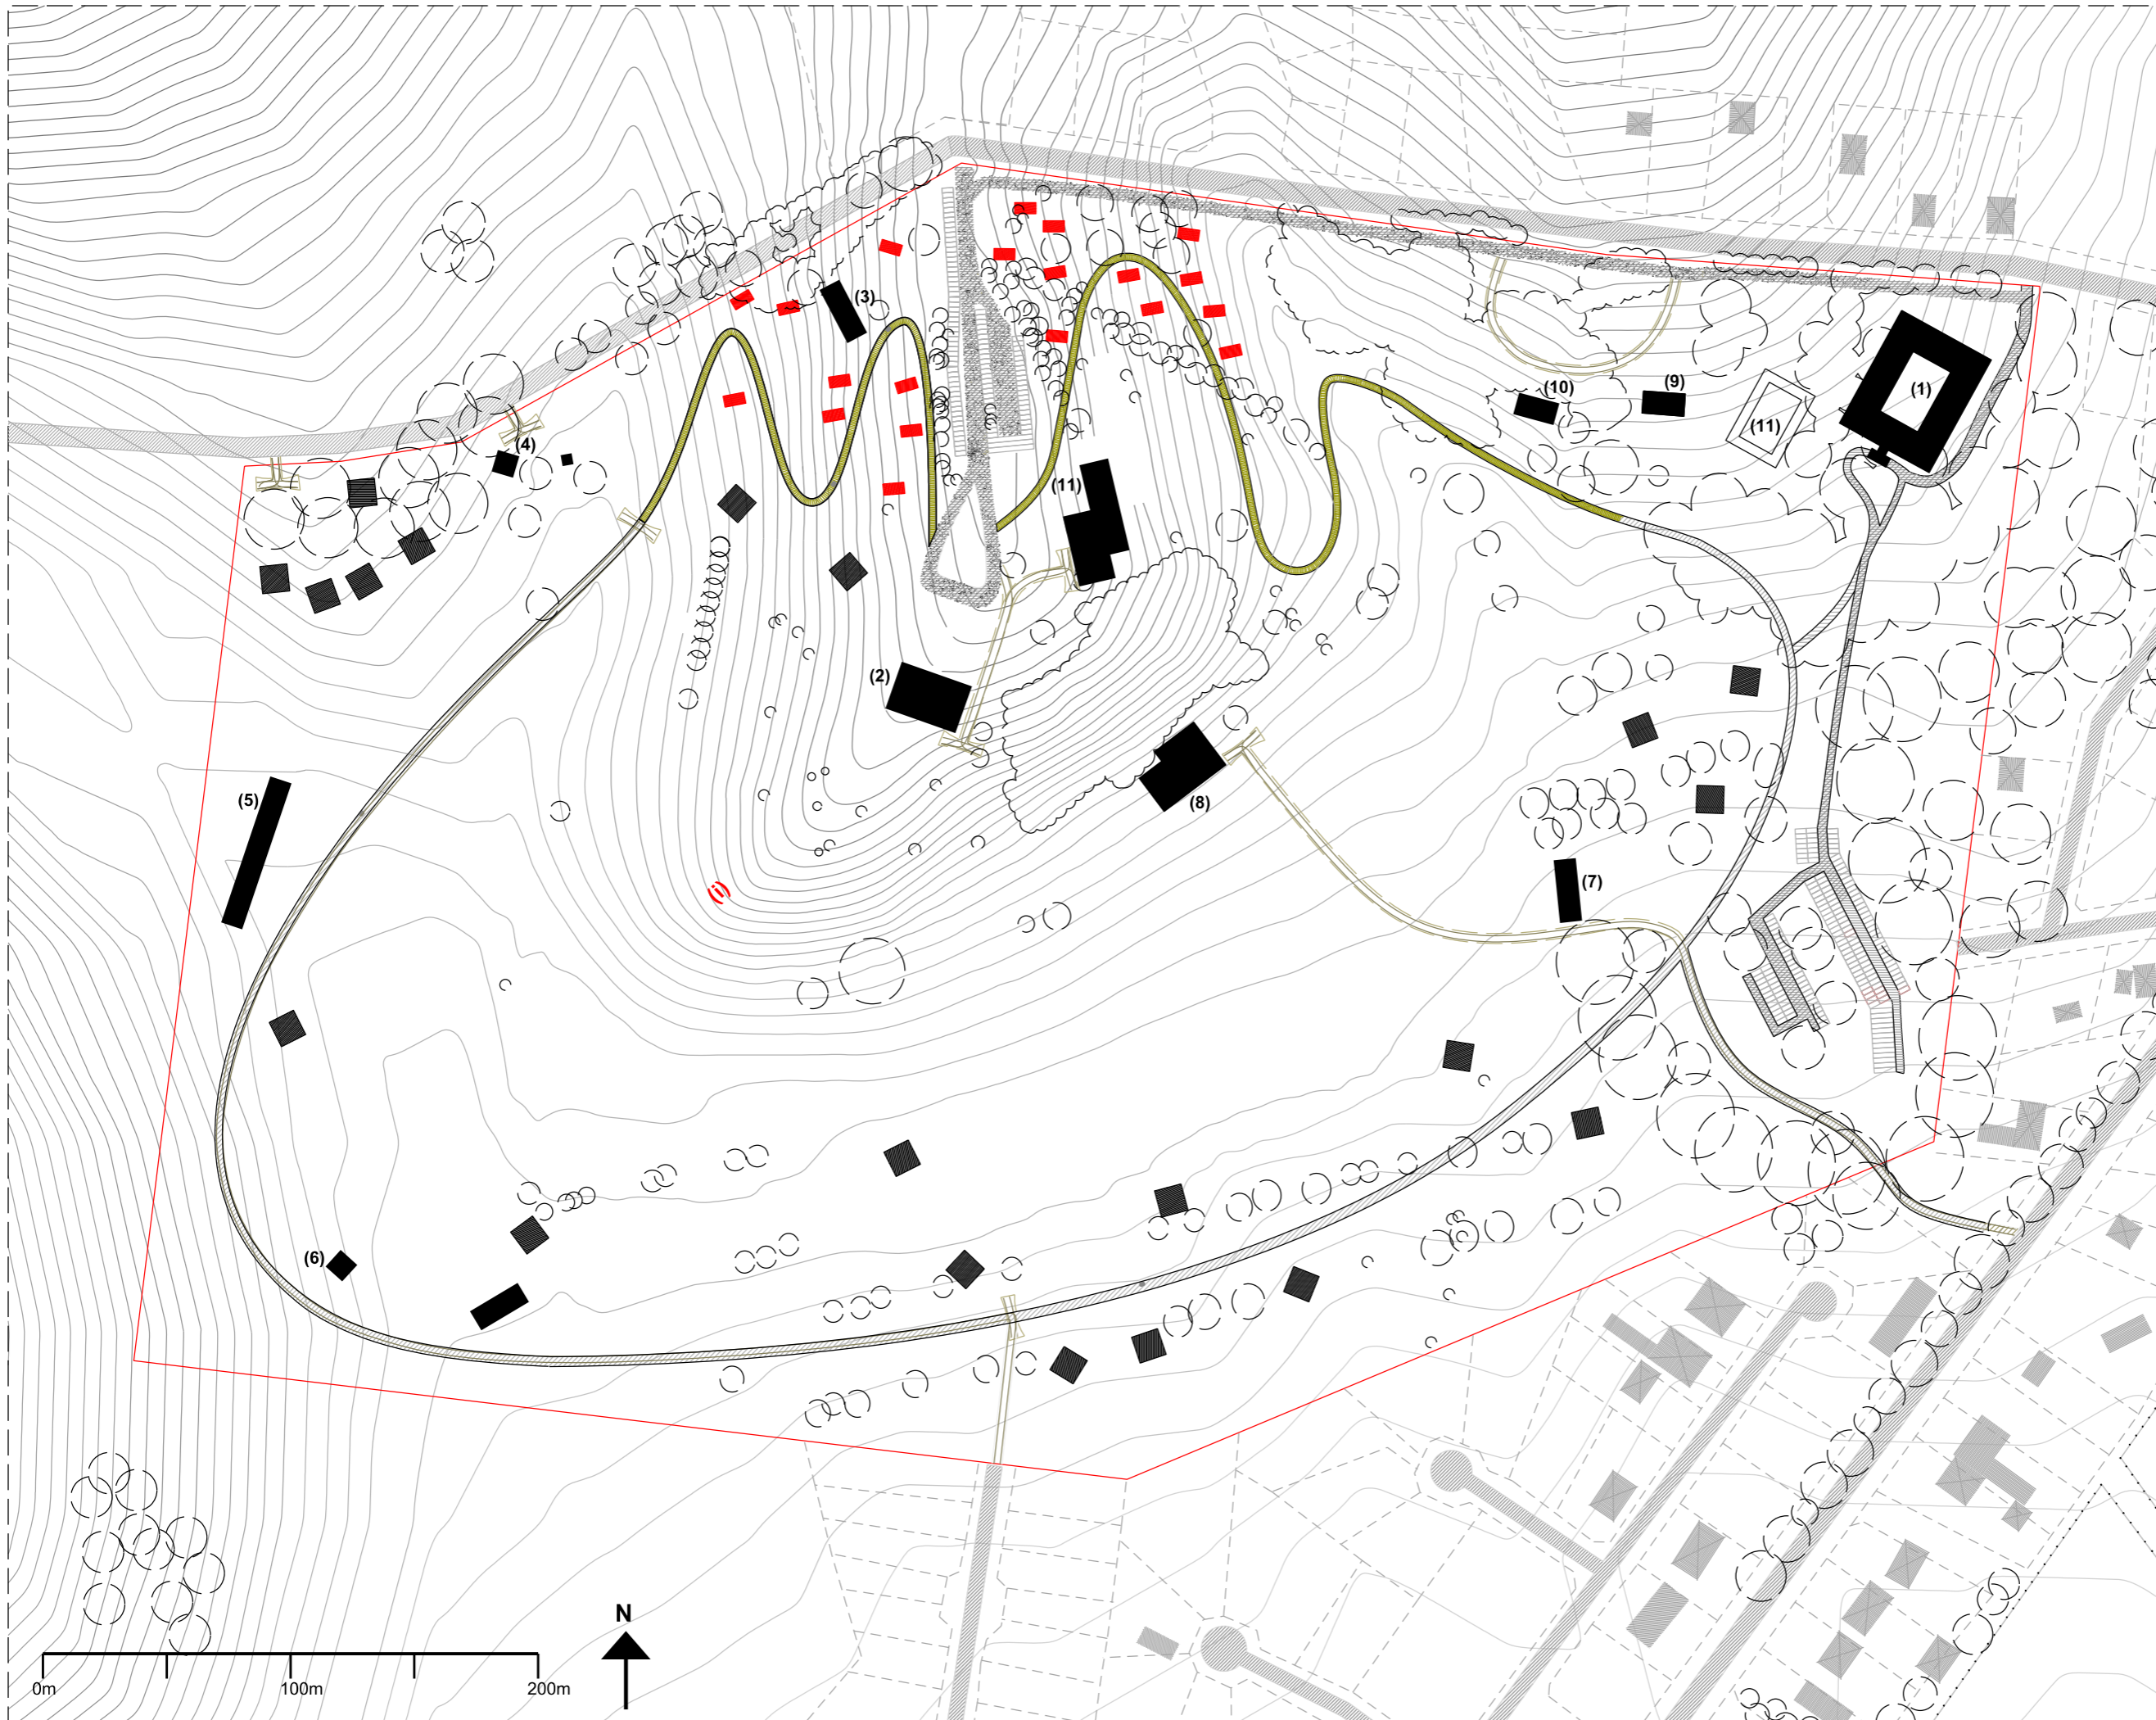 (3)
(10)
(9)
(1)
(11)
(4)
(11)
(2)
(5)
(8)
(7)
(i)
(6)
N
0m
100m
200m